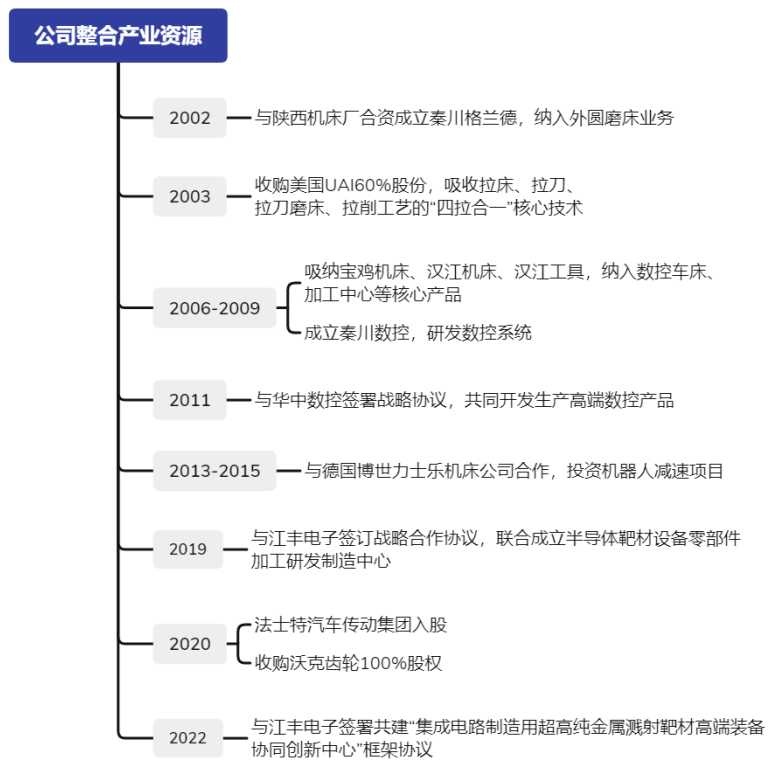 公司整合产业资源
2002
与陕西机床厂合资成立秦川格兰德，纳入外圆磨床业务
2003
收购美国UAI60%股份，吸收拉床、拉刀、
拉刀磨床、拉削工艺的“四拉合一”核心技术
2006-2009
吸纳宝鸡机床、汉江机床、汉江工具，纳入数控车床、
加工中心等核心产品
成立秦川数控，研发数控系统
2011
与华中数控签署战略协议，共同开发生产高端数控产品
2013-2015
与德国博世力士乐机床公司合作，投资机器人减速项目
2019
与江丰电子签订战略合作协议，联合成立半导体靶材设备零部件
加工研发制造中心
2020
法士特汽车传动集团入股
收购沃克齿轮100%股权
2022
与江丰电子签署共建“集成电路制造用超高纯金属溅射靶材高端装备
协同创新中心”框架协议